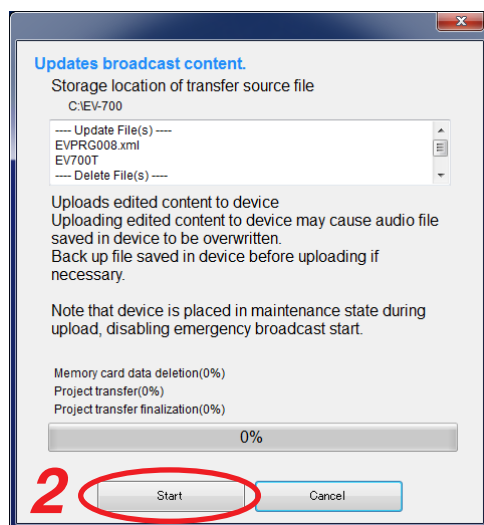 x
Updates broadcast content.
Storage location of transfer source file
C:\EV-700
---- Update File(s) ----
EVPRG008.xml
EV700T
---- Delete File(s) ----
Uploads edited content to device
Uploading edited content to device may cause audio file
saved in device to be overwritten.
Back up file saved in device before uploading if
necessary.
Note that device is placed in maintenance state during
upload, disabling emergency broadcast start.
Memory card data deletion(0%)
Project transfer(0%)
Project transfer finalization(0%)
0%
2 Start Cancel